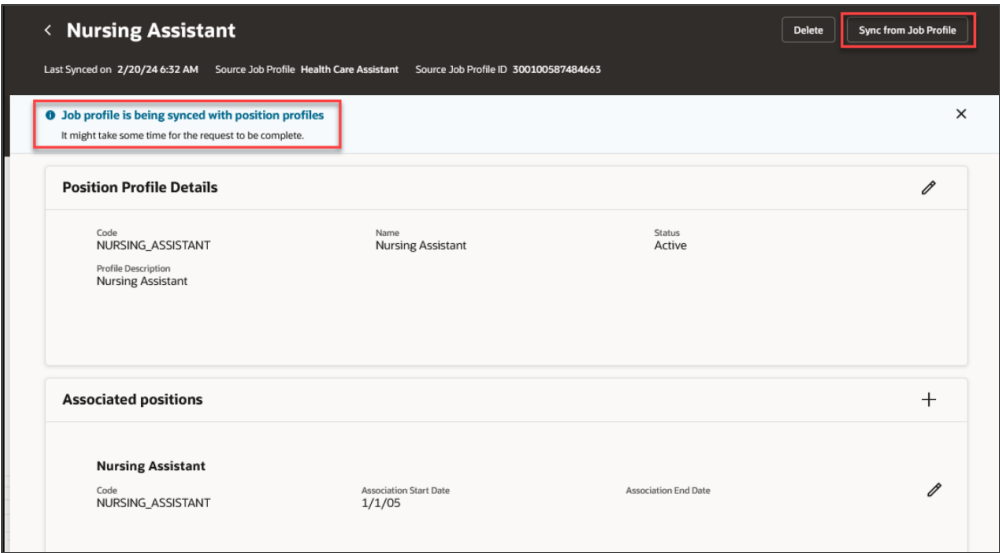 Nursing Assistant
Delete
Sync from Job Profile
Last Synced on 2/20/24 6:32 AM Source Job Profile Health Care Assistant Source Job Profile ID 300100587484663
Job profile is being synced with position profiles
It might take some time for the request to be complete.
Position Profile Details
Code Name Status
NURSING_ASSISTANT Nursing Assistant Active
Profile Description
Nursing Assistant
Associated positions
Nursing Assistant
Code Association Start Date Association End Date
NURSING_ASSISTANT 1/1/05